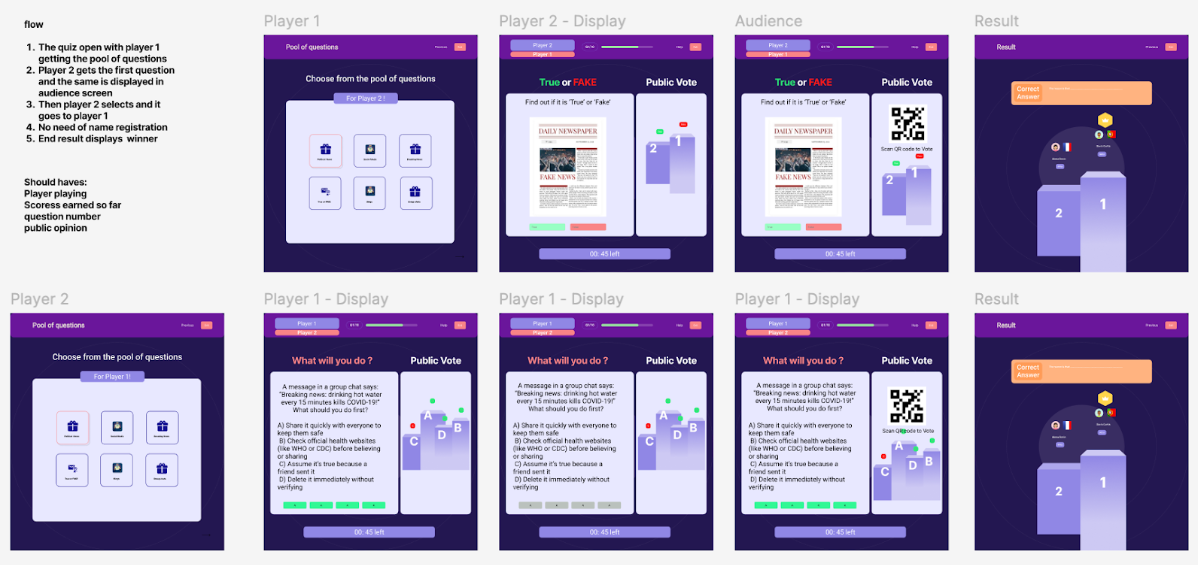 flow
1. The quiz open with player 1
getting the pool of questions
2. Player 2 gets the first question
and the same is displayed in
audience screen
3. Then player 2 selects and it
goes to player 1
4. No need of name registration
5. End result displays winner
Should haves:
Player playing
Scoress earned so far
question number
public opinion
Player 1
Pool of questions
Previous
Choose from the pool of questions
For Player 2 !
Player 2 - Display
Player 2
Player 1
Help
True or FAKE
Public Vote
Find out if it is 'True' or 'Fake'
DAILY NEWSPAPER
FAKE NEWS
2
1
00: 45 left
Audience
Player 2
Player 1
Help
True or FAKE
Public Vote
Find out if it is 'True' or 'Fake'
DAILY NEWSPAPER
FAKE NEWS
Scan QR code to Vote
2
1
00: 45 left
Result
Result
Previous
Correct
Answer
2
1
Player 2
Pool of questions
Previous
Choose from the pool of questions
For Player 1!
Player 1 - Display
Player 1
Player 2
Help
What will you do ?
Public Vote
A message in a group chat says:
"Breaking news: drinking hot water
every 15 minutes kills COVID-19!"
What should you do first?
A) Share it quickly with everyone to
keep them safe
B) Check official health websites
(like WHO or CDC) before believing
or sharing
C) Assume it's true because a
friend sent it
D) Delete it immediately without
verifying
A
B
D
C
00: 45 left
Player 1 - Display
Player 1
Player 2
Help
What will you do ?
Public Vote
A message in a group chat says:
"Breaking news: drinking hot water
every 15 minutes kills COVID-19!"
What should you do first?
A) Share it quickly with everyone to
keep them safe
B) Check official health websites
(like WHO or CDC) before believing
or sharing
C) Assume it's true because a
friend sent it
D) Delete it immediately without
verifying
A
B
D
C
00: 45 left
Player 1 - Display
Player 1
Player 2
Help
What will you do ?
Public Vote
A message in a group chat says:
"Breaking news: drinking hot water
every 15 minutes kills COVID-19!"
What should you do first?
A) Share it quickly with everyone to
keep them safe
B) Check official health websites
(like WHO or CDC) before believing
or sharing
C) Assume it's true because a
friend sent it
D) Delete it immediately without
verifying
Scan QR code to Vote
A
B
D
C
00: 45 left
Result
Result
Previous
Correct
Answer
2
1